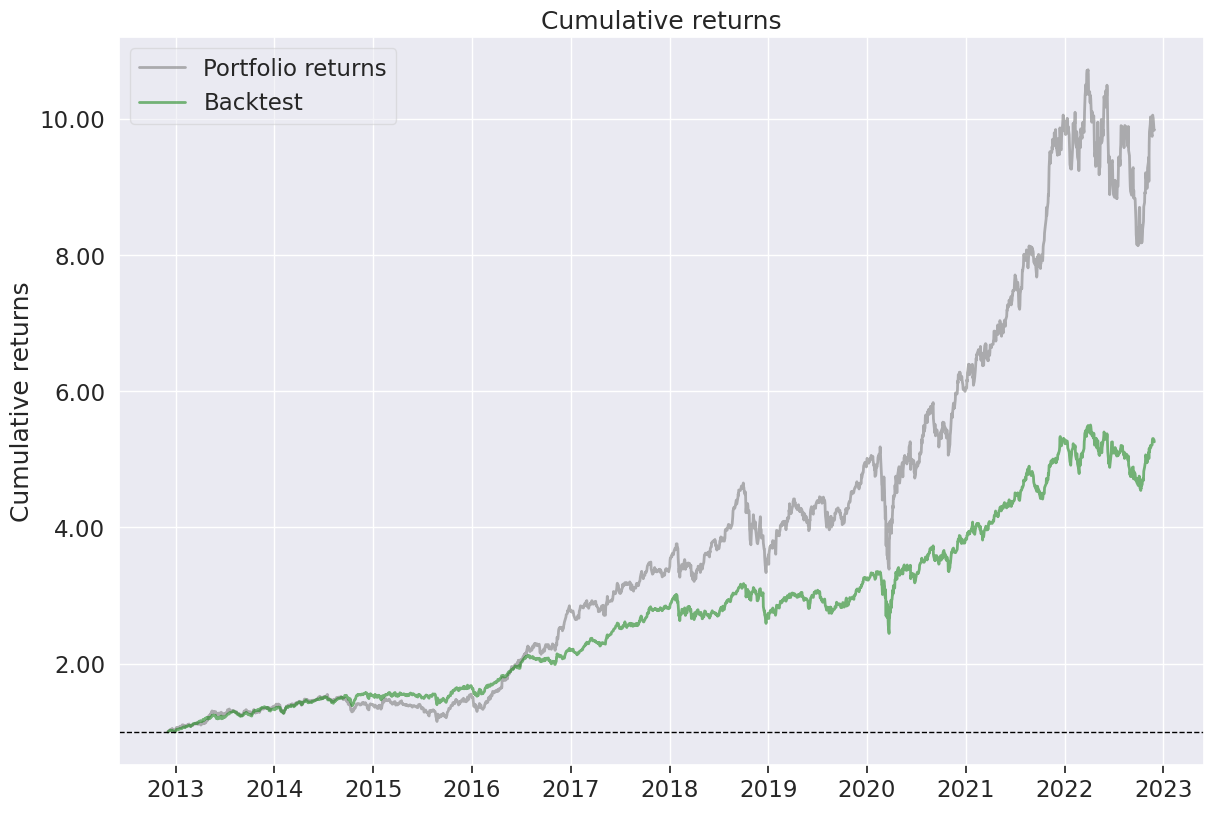 Cumulative returns
Portfolio returns
Backtest
Cumulative returns
10.00
8.00
6.00
4.00
2.00
2013 2014 2015 2016 2017 2018 2019 2020 2021 2022 2023